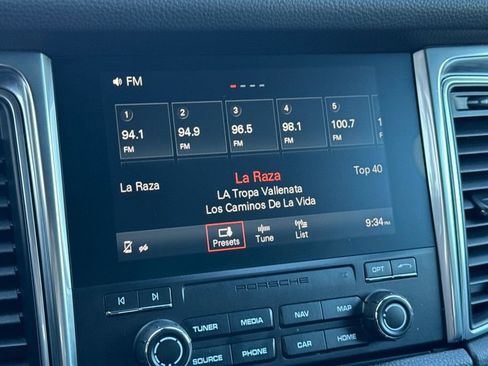 FM
1 2 3 4 5
94.1 94.9 96.5 98.1 100.7 1
FM FM FM FM FM
La Raza La Raza Top 40
LA Tropa Vallenata
Los Caminos De La Vida
Presets Tune List 9:34PM
PORSCHE OPT
TUNER MEDIA NAV MAP
SOURCE PHONE CAR HOME